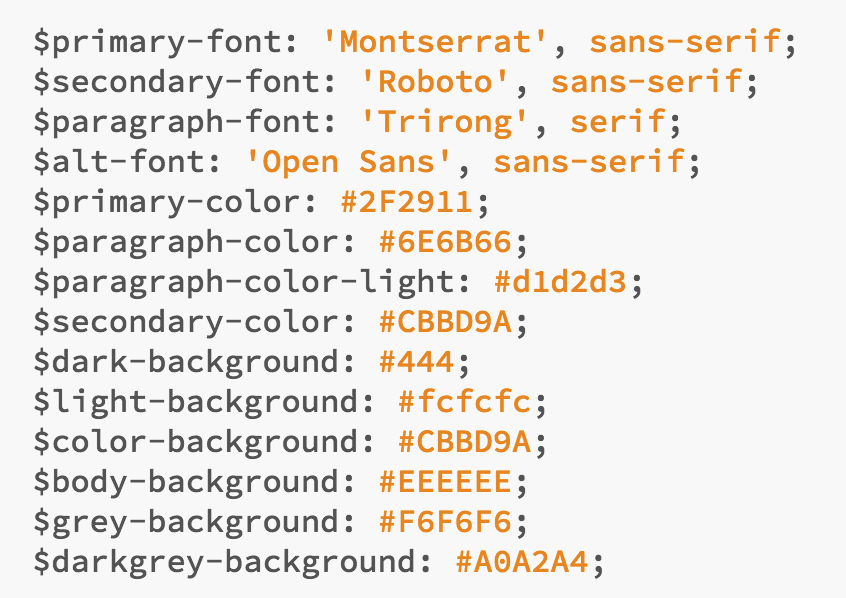 $primary-font: 'Montserrat', sans-serif;
$secondary-font: 'Roboto', sans-serif;
$paragraph-font: 'Trirong', serif;
$alt-font: 'Open Sans', sans-serif;
$primary-color: #2F2911;
$paragraph-color: #6E6B66;
$paragraph-color-light: #d1d2d3;
$secondary-color: #CBBD9A;
$dark-background: #444;
$light-background: #fcfcfc;
$color-background: #CBBD9A;
$body-background: #EEEEEE;
$grey-background: #F6F6F6;
$darkgrey-background: #A0A2A4;